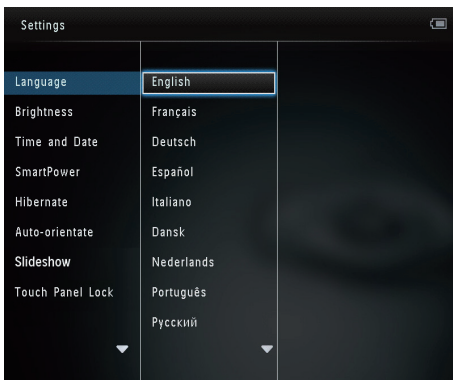 Settings
Language
Brightness
Time and Date
SmartPower
Hibernate
Auto-orientate
Slideshow
Touch Panel Lock
English
Français
Deutsch
Español
Italiano
Dansk
Nederlands
Português
Русский